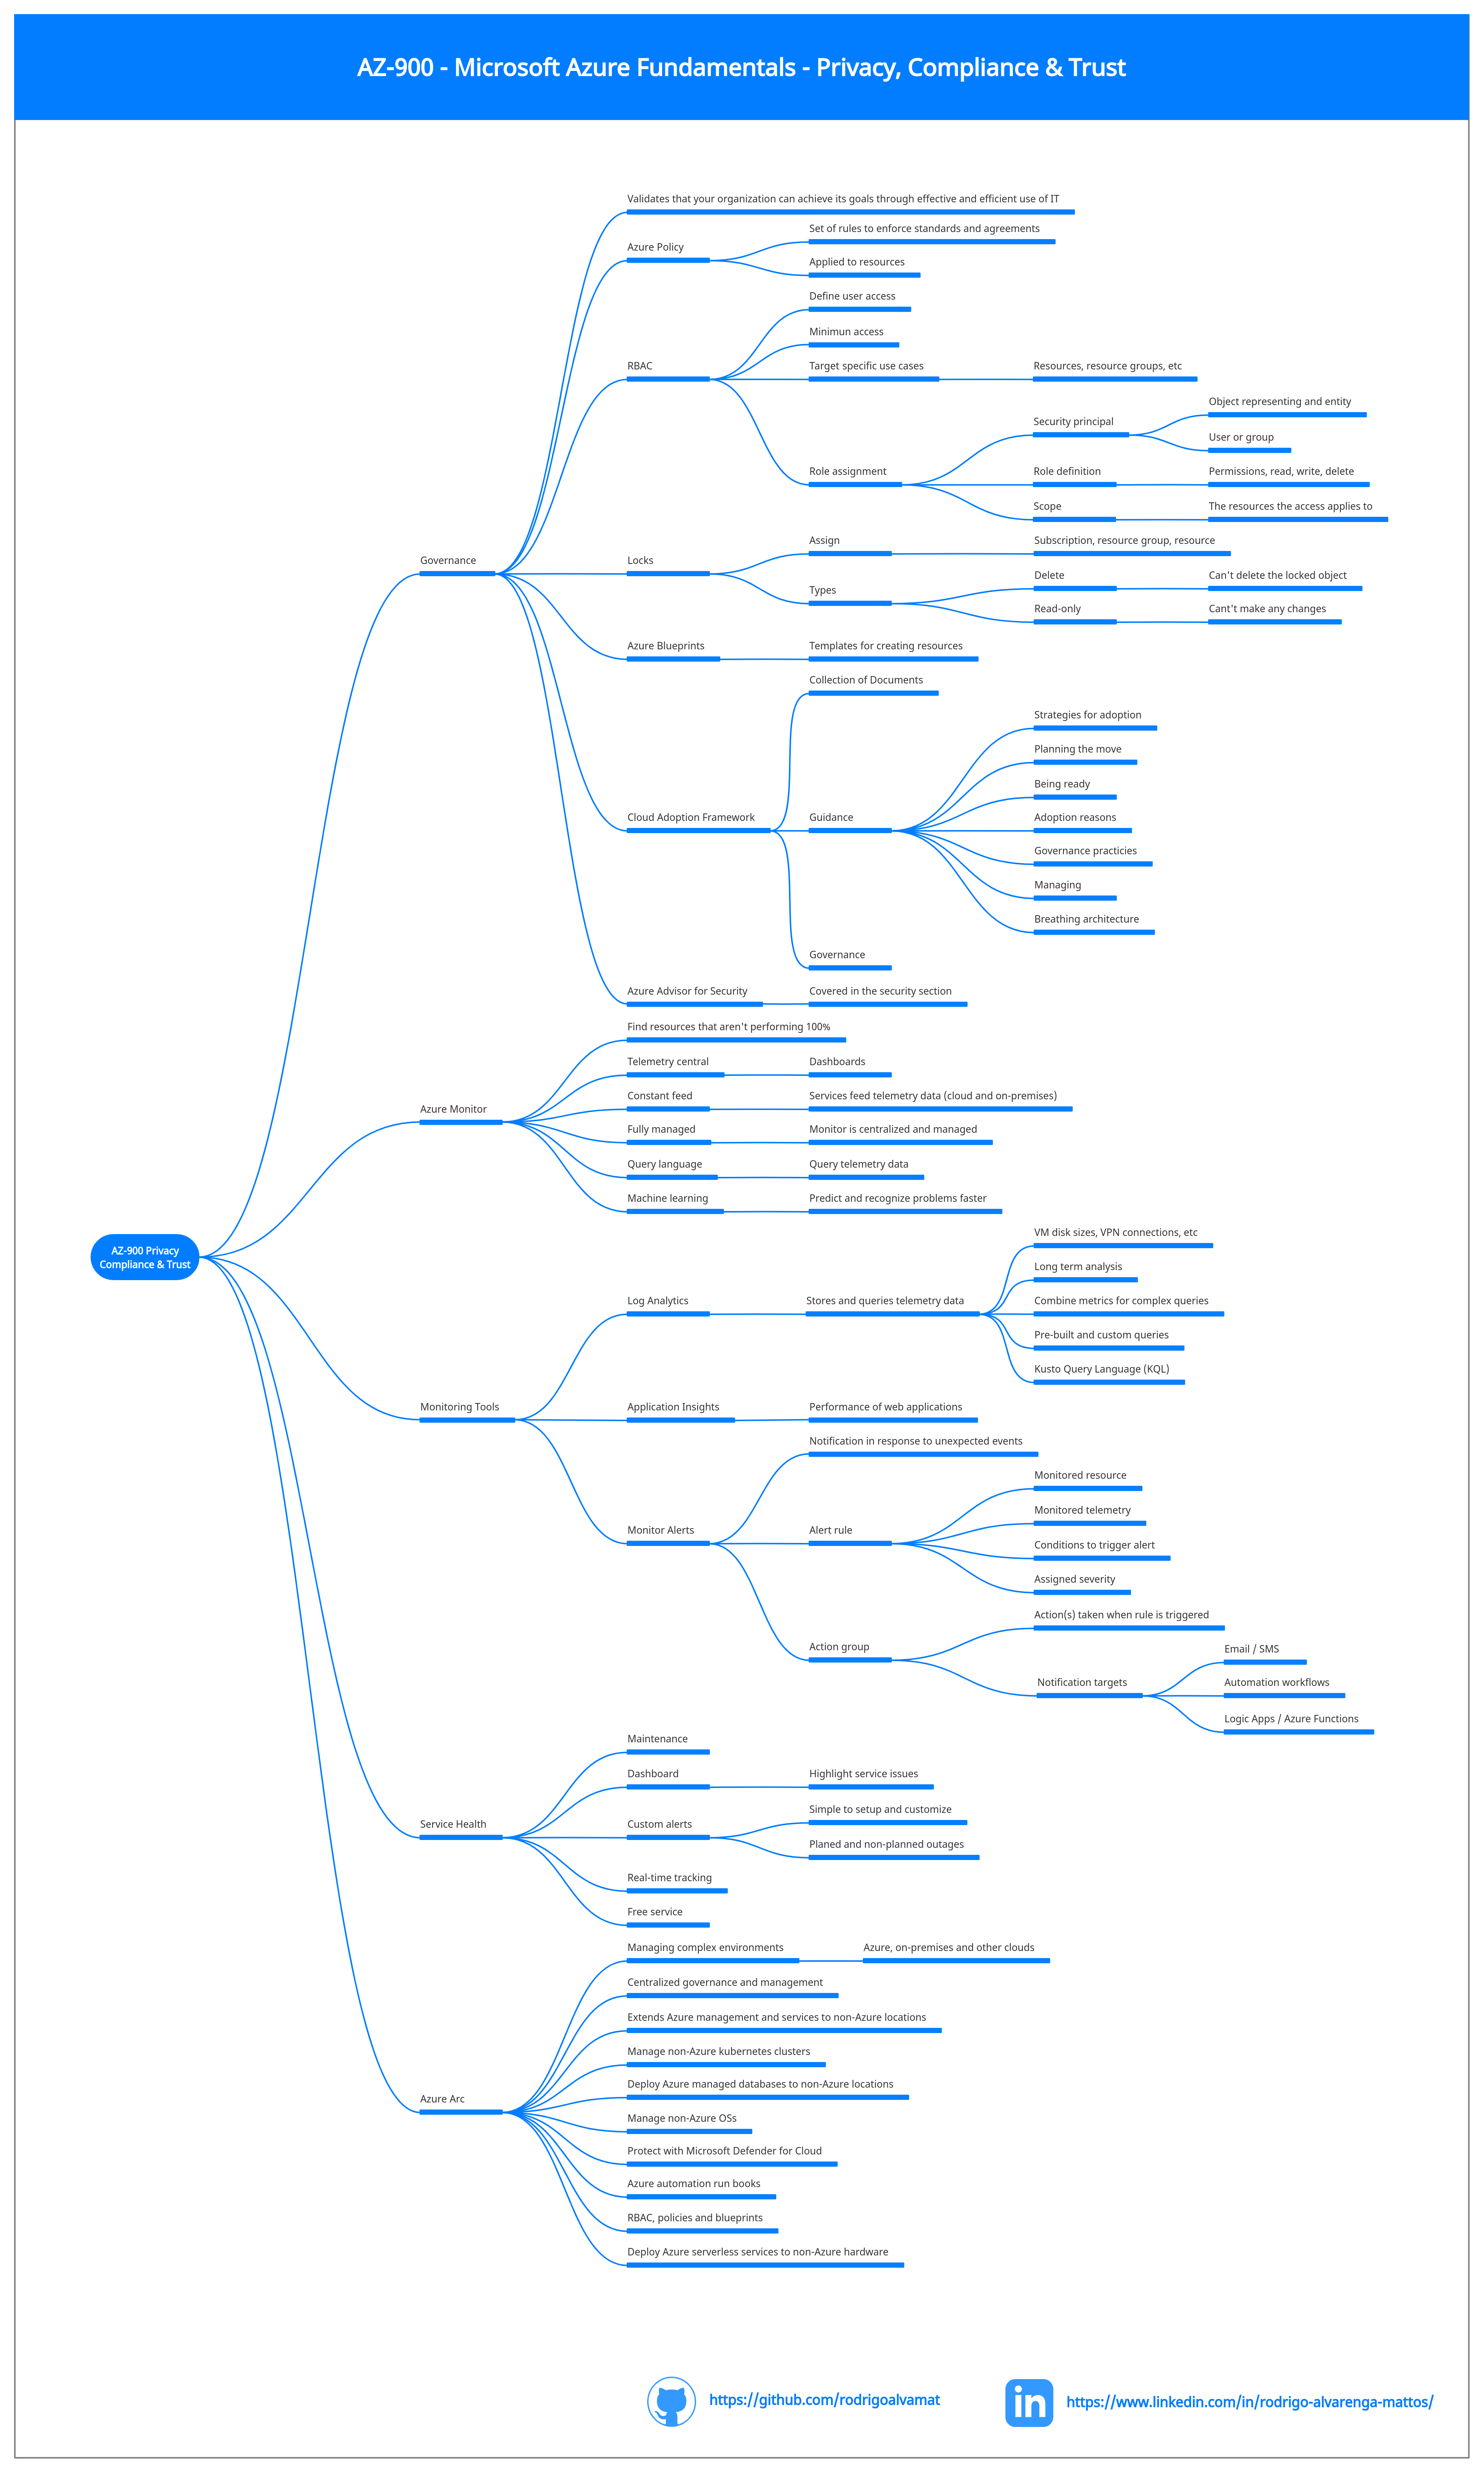 AZ-900 - Microsoft Azure Fundamentals - Privacy, Compliance & Trust
AZ-900 Privacy
Compliance & Trust
Governance
Validates that your organization can achieve its goals through effective and efficient use of IT
Azure Policy
Set of rules to enforce standards and agreements
Applied to resources
RBAC
Define user access
Minimun access
Target specific use cases
Resources, resource groups, etc
Role assignment
Security principal
Object representing and entity
User or group
Role definition
Permissions, read, write, delete
Scope
The resources the access applies to
Locks
Assign
Subscription, resource group, resource
Types
Delete
Can't delete the locked object
Read-only
Cant't make any changes
Azure Blueprints
Templates for creating resources
Cloud Adoption Framework
Collection of Documents
Guidance
Strategies for adoption
Planning the move
Being ready
Adoption reasons
Governance practicies
Managing
Breathing architecture
Governance
Azure Advisor for Security
Covered in the security section
Azure Monitor
Find resources that aren't performing 100%
Telemetry central
Dashboards
Constant feed
Services feed telemetry data (cloud and on-premises)
Fully managed
Monitor is centralized and managed
Query language
Query telemetry data
Machine learning
Predict and recognize problems faster
Monitoring Tools
Log Analytics
Stores and queries telemetry data
VM disk sizes, VPN connections, etc
Long term analysis
Combine metrics for complex queries
Pre-built and custom queries
Kusto Query Language (KQL)
Application Insights
Performance of web applications
Monitor Alerts
Notification in response to unexpected events
Alert rule
Monitored resource
Monitored telemetry
Conditions to trigger alert
Assigned severity
Action group
Action(s) taken when rule is triggered
Notification targets
Email / SMS
Automation workflows
Logic Apps / Azure Functions
Service Health
Maintenance
Dashboard
Highlight service issues
Custom alerts
Simple to setup and customize
Planed and non-planned outages
Real-time tracking
Free service
Azure Arc
Managing complex environments
Azure, on-premises and other clouds
Centralized governance and management
Extends Azure management and services to non-Azure locations
Manage non-Azure kubernetes clusters
Deploy Azure managed databases to non-Azure locations
Manage non-Azure OSs
Protect with Microsoft Defender for Cloud
Azure automation run books
RBAC, policies and blueprints
Deploy Azure serverless services to non-Azure hardware
https://github.com/rodrigoalvamat
in
https://www.linkedin.com/in/rodrigo-alvarenga-mattos/